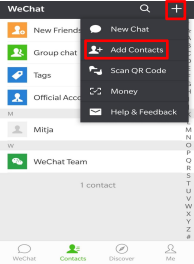 WeChat
New Friends
New Chat
Group chat
Add Contacts
Tags
Scan QR Code
Official Acc
Money
Help & Feedback
M
Mitja
W
WeChat Team
1 contact
M
N
O
P
Q
R
S
T
U
V
W
X
Y
Z
#
WeChat
Contacts
Discover
Me